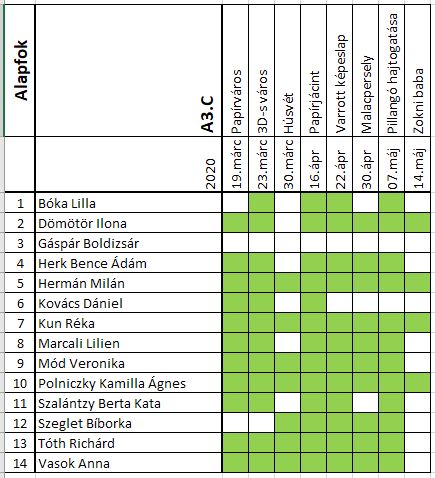 Alapfok
A3.C
2020
19.márc Papírváros
23.márc 3D-s város
30.márc Húsvét
16.ápr Papírjácint
22.ápr Varrott képeslap
30.ápr Malacpersely
07.máj Pillangó hajtogatása
14.máj Zokni baba
1 Bóka Lilla
2 Dömötör Ilona
3 Gáspár Boldizsár
4 Herk Bence Ádám
5 Hermán Milán
6 Kovács Dániel
7 Kun Réka
8 Marcali Lilien
9 Mód Veronika
10 Polniczky Kamilla Ágnes
11 Szalántzy Berta Kata
12 Szeglet Bíborka
13 Tóth Richárd
14 Vasok Anna